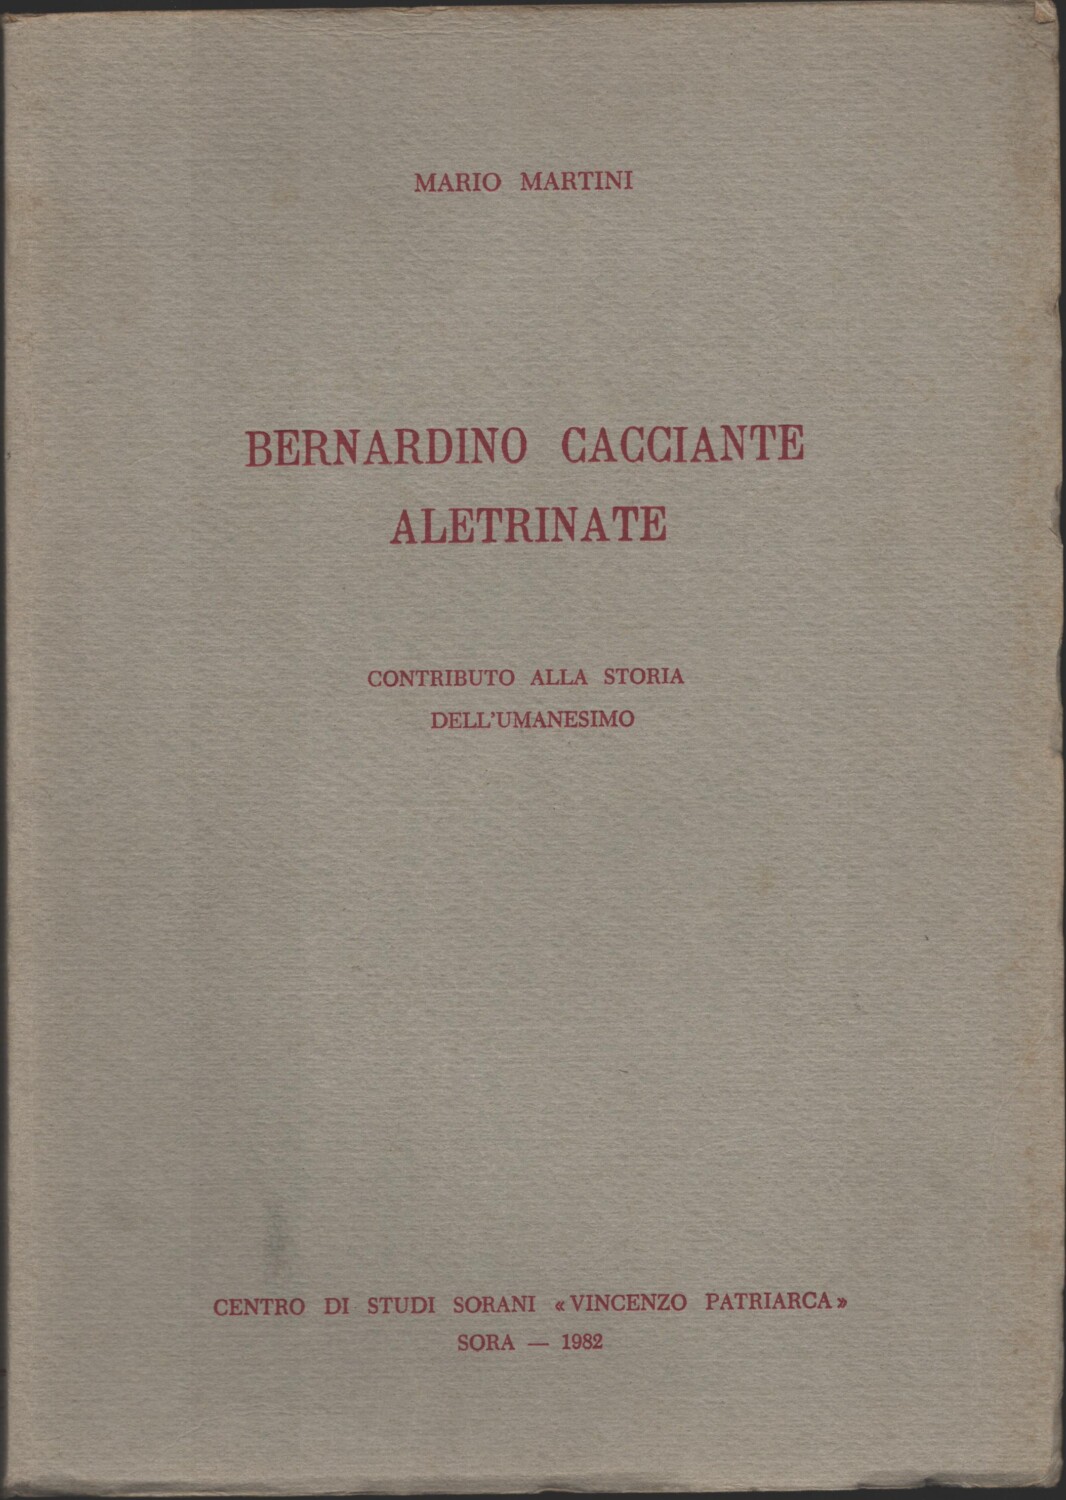 MARIO MARTINI
BERNARDINO CACCIANTE
ALETRINATE
CONTRIBUTO ALLA STORIA
DELL'UMANESIMO
CENTRO DI STUDI SORANI «VINCENZO PATRIARCA»
SORA — 1982